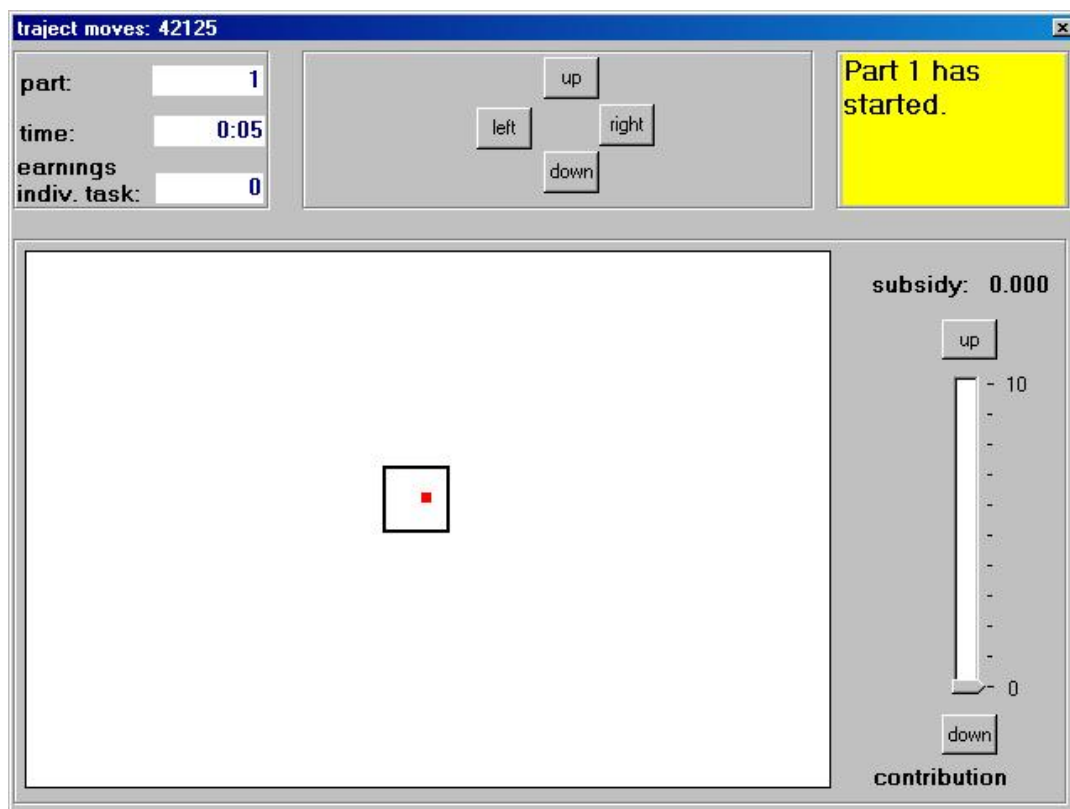 traject moves: 42125
part: 1
time: 0:05
earnings
indiv. task: 0
up
left right
down
Part 1 has
started.
subsidy: 0.000
up
10
0
down
contribution